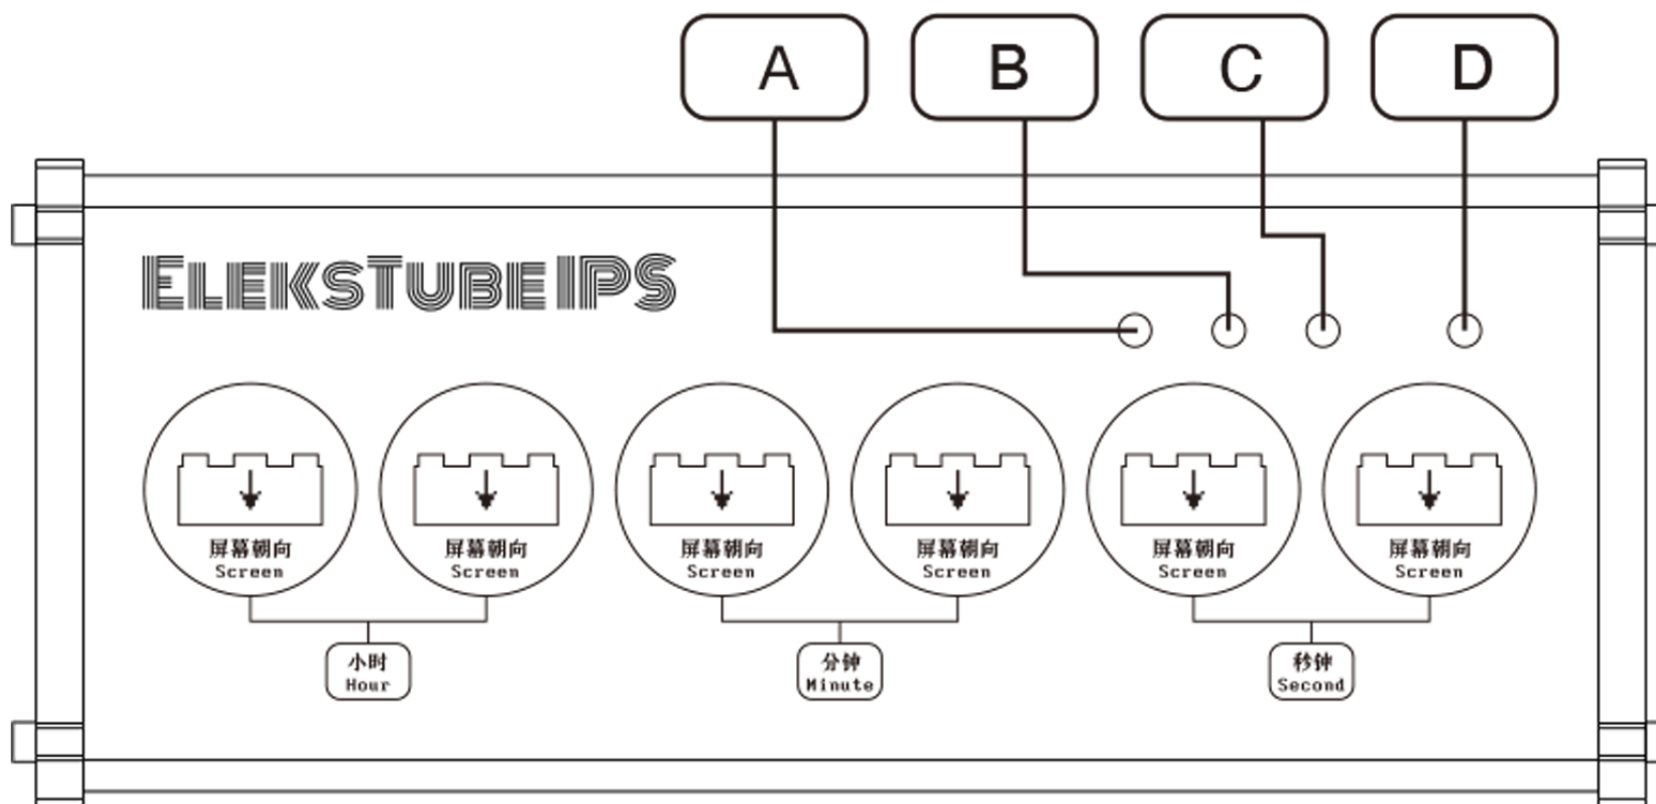 A B C D
ELEKSTUBE IPS
屏幕朝向 屏幕朝向 屏幕朝向 屏幕朝向 屏幕朝向 屏幕朝向
Screen Screen Screen Screen Screen Screen
小时 分钟 秒钟
Hour Minute Second